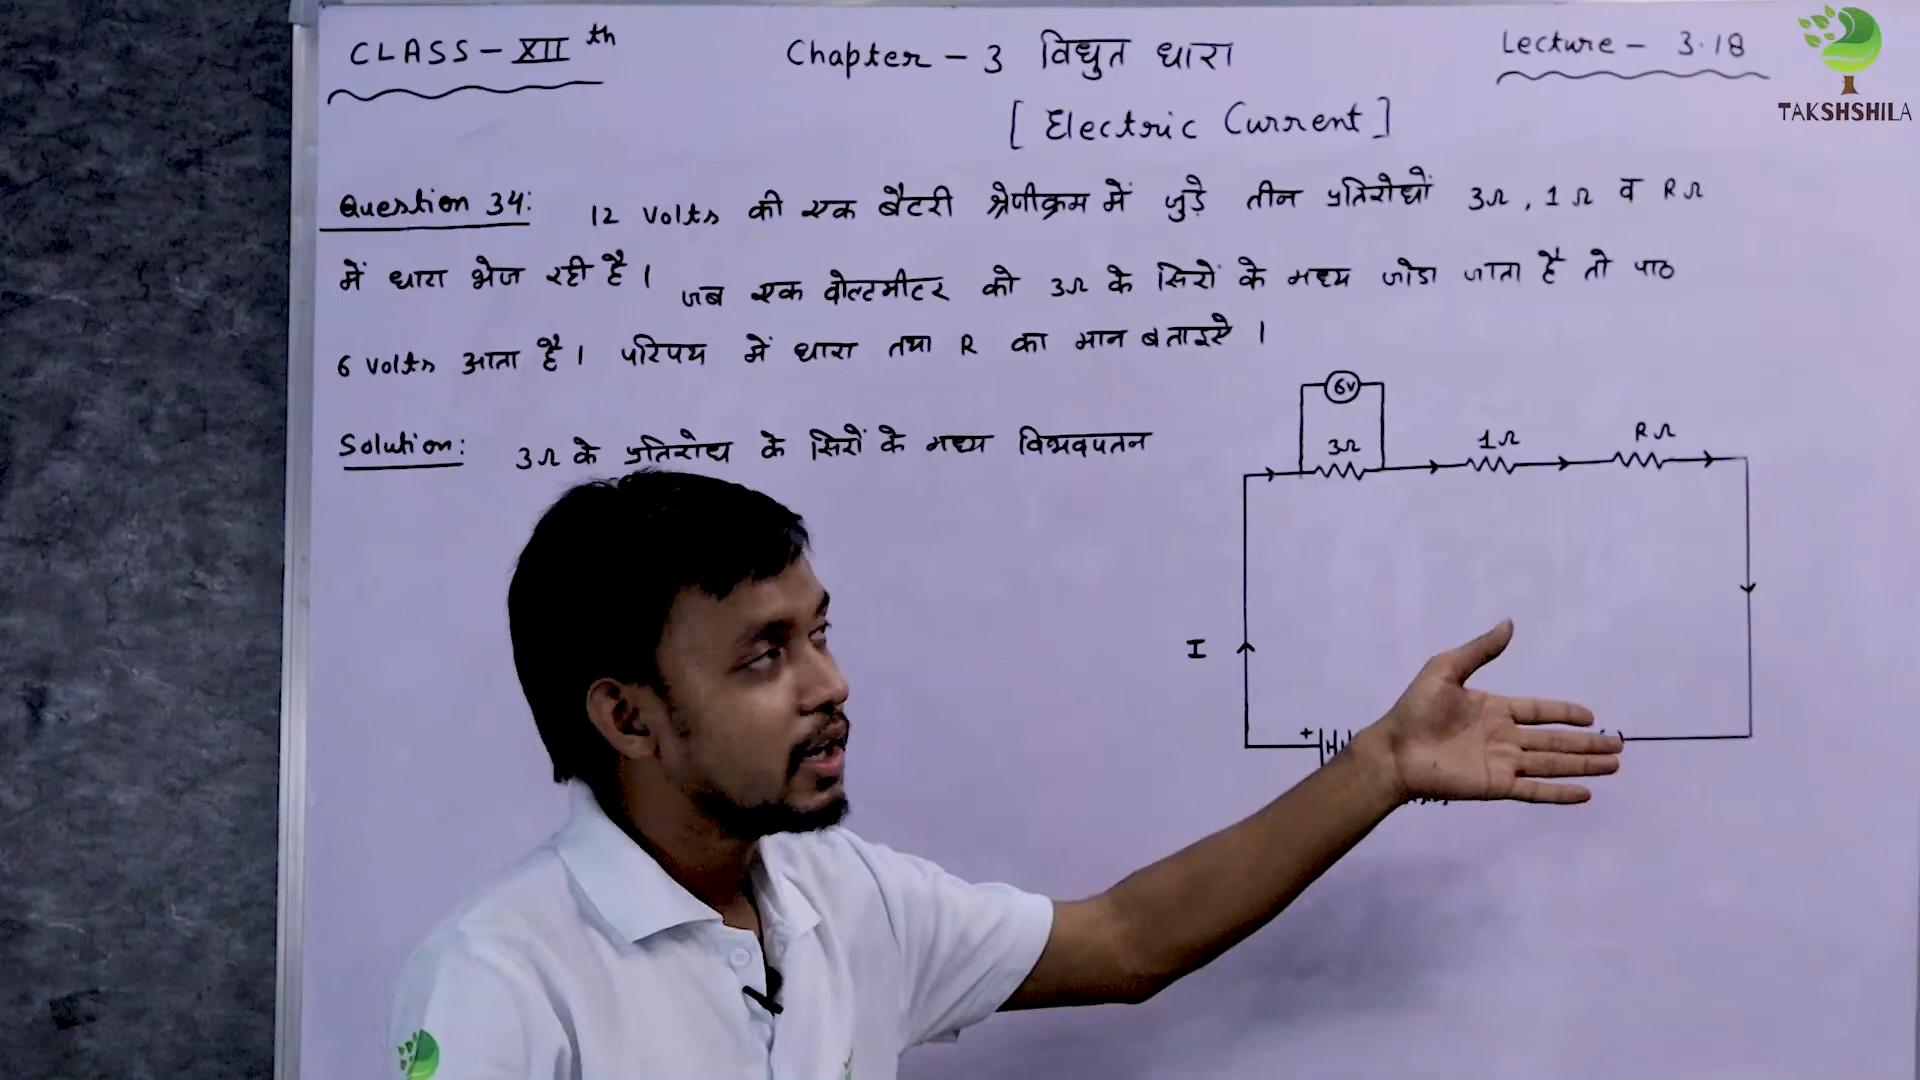 CLASS - XII th
Chapter - 3 विधुत धारा
[ Electric Current ]
Lecture - 3.18
TAKSHSHILA
Question 34: 12 Volts की एक बैटरी श्रेणीक्रम में जुड़े तीन प्रतिरोधों 3Ω, 1Ω व RΩ
में धारा भेज रही है। जब एक वोल्टमीटर को 3Ω के सिरों के मध्य जोडा जाता है तो पाठ
6 Volts आता है। परिपथ में धारा तथा R का मान बताइये।
Solution: 3Ω के प्रतिरोध के सिरों के मध्य विभवपतन
6V
3Ω
1Ω
RΩ
I
+